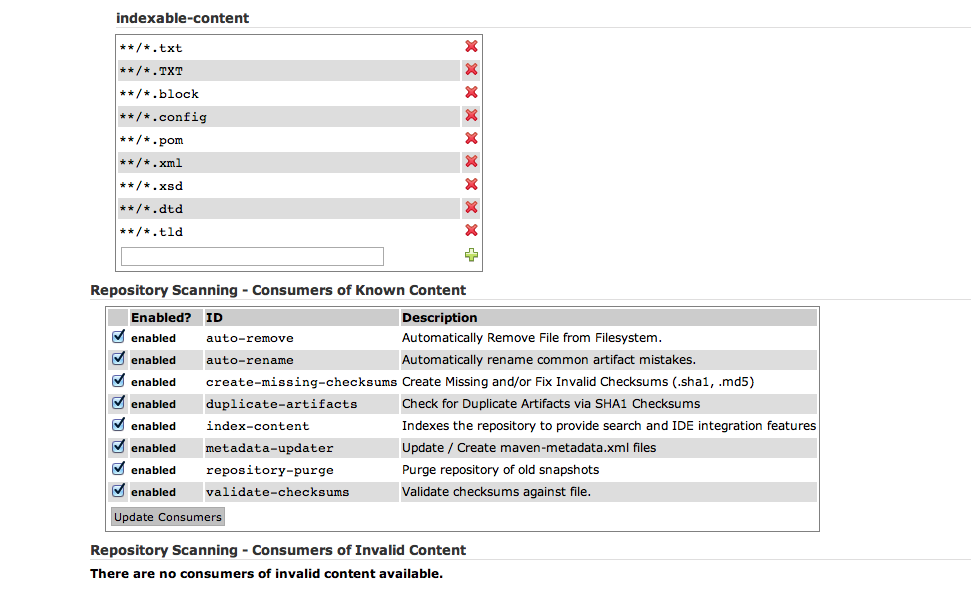 indexable-content
**/*.txt
**/*.TXT
**/*.block
**/*.config
**/*.pom
**/*.xml
**/*.xsd
**/*.dtd
**/*.tld
Repository Scanning - Consumers of Known Content
Enabled? ID Description
enabled auto-remove Automatically Remove File from Filesystem.
enabled auto-rename Automatically rename common artifact mistakes.
enabled create-missing-checksums Create Missing and/or Fix Invalid Checksums (.sha1, .md5)
enabled duplicate-artifacts Check for Duplicate Artifacts via SHA1 Checksums
enabled index-content Indexes the repository to provide search and IDE integration features
enabled metadata-updater Update / Create maven-metadata.xml files
enabled repository-purge Purge repository of old snapshots
enabled validate-checksums Validate checksums against file.
Update Consumers
Repository Scanning - Consumers of Invalid Content
There are no consumers of invalid content available.